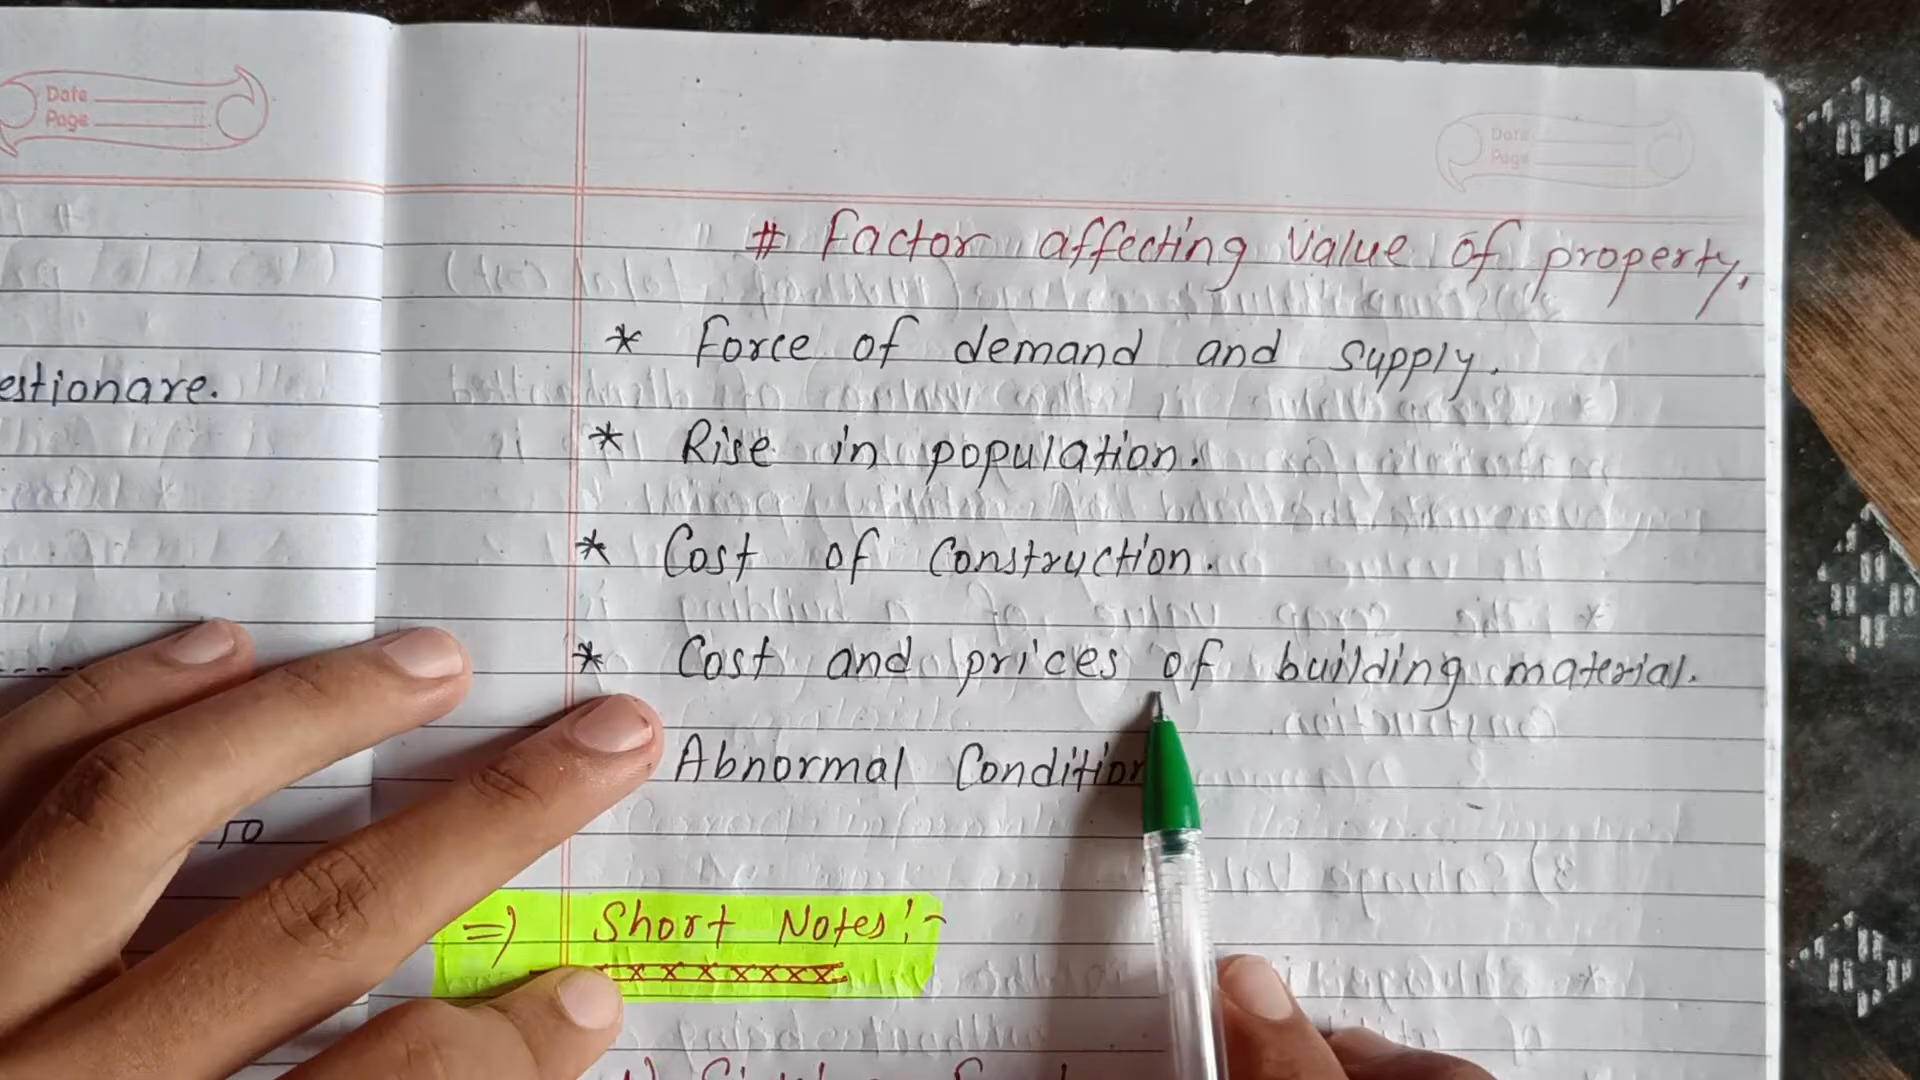 Date
Page
Date
Page
estionare.
50
# Factor affecting Value of property.
* Force of demand and supply.
* Rise in population.
* Cost of Construction.
* Cost and prices of building material.
Abnormal Condition
=> Short Notes:-